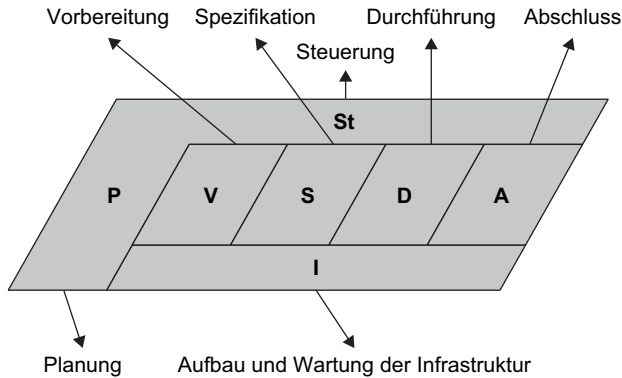 Vorbereitung Spezifikation Durchführung Abschluss
Steuerung
St
P V S D A
I
Planung Aufbau und Wartung der Infrastruktur